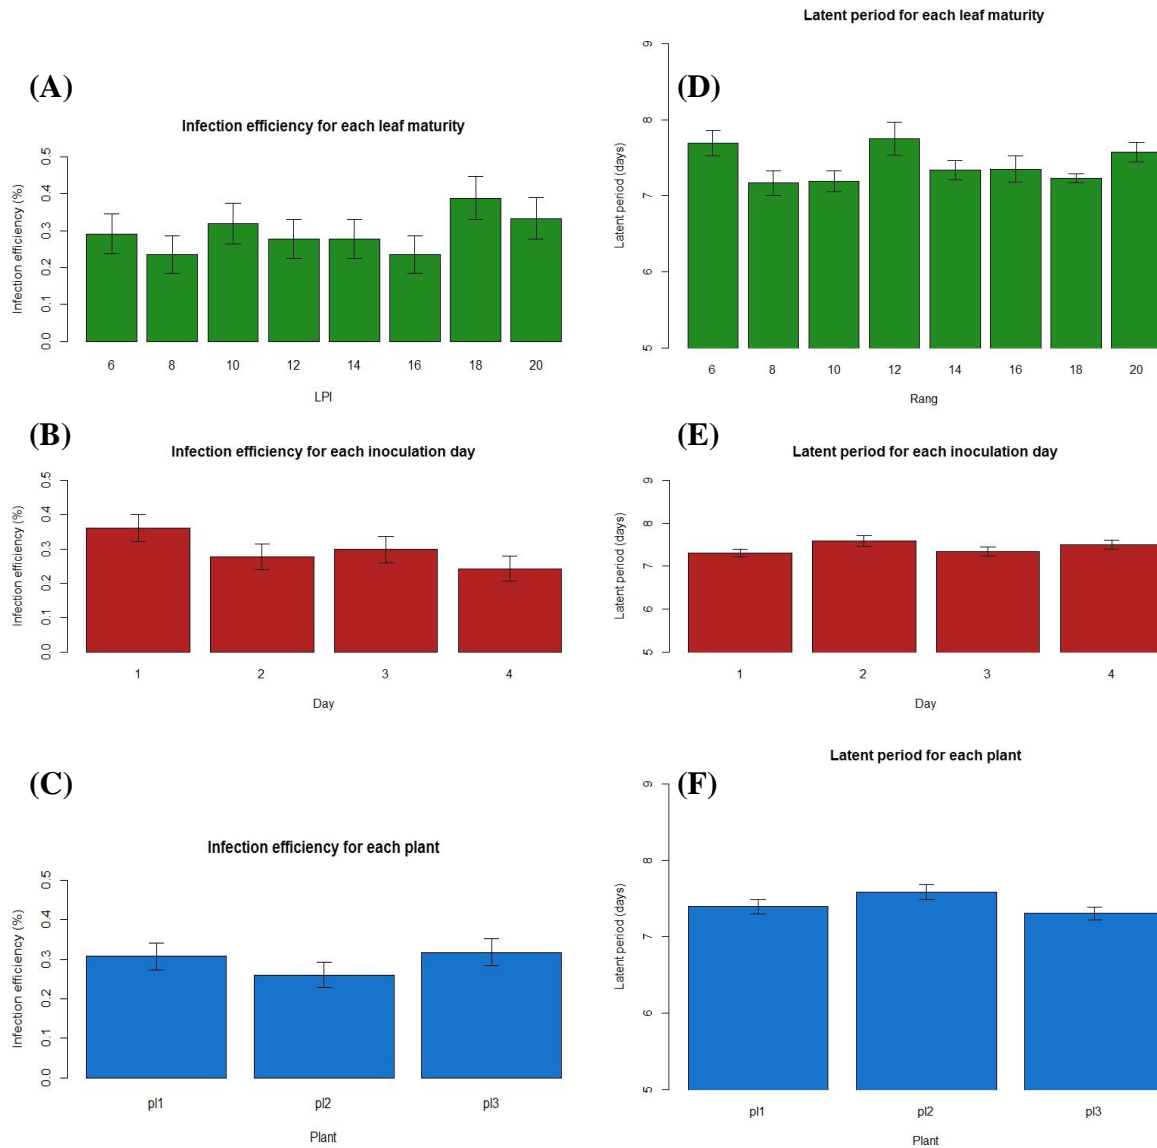 (A)
Infection efficiency for each leaf maturity
Infection efficiency (%)
0.0 0.1 0.2 0.3 0.4 0.5
6 8 10 12 14 16 18 20
LPI
(B)
Infection efficiency for each inoculation day
Infection efficiency (%)
0.0 0.1 0.2 0.3 0.4 0.5
1 2 3 4
Day
(C)
Infection efficiency for each plant
Infection efficiency (%)
0.0 0.1 0.2 0.3 0.4 0.5
pl1 pl2 pl3
Plant
(D)
Latent period for each leaf maturity
Latent period (days)
5 6 7 8 9
6 8 10 12 14 16 18 20
Rang
(E)
Latent period for each inoculation day
Latent period (days)
5 6 7 8 9
1 2 3 4
Day
(F)
Latent period for each plant
Latent period (days)
5 6 7 8 9
pl1 pl2 pl3
Plant